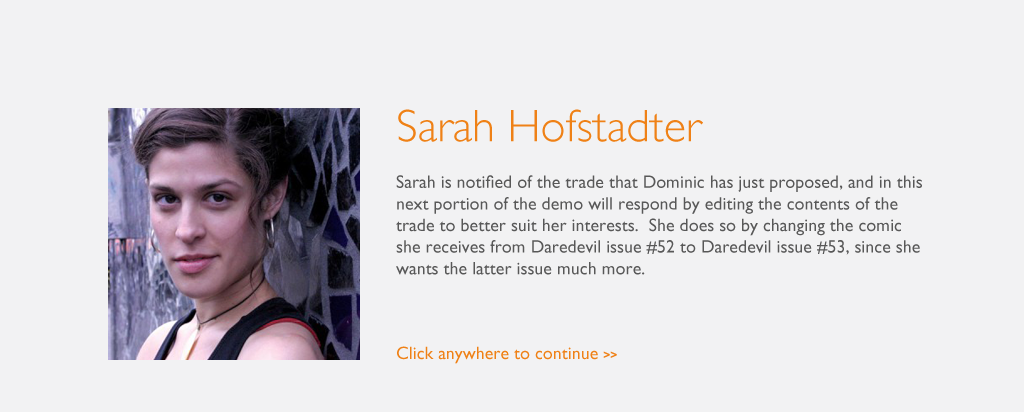 Sarah Hofstadter
Sarah is notified of the trade that Dominic has just proposed, and in this
next portion of the demo will respond by editing the contents of the
trade to better suit her interests.  She does so by changing the comic
she receives from Daredevil issue #52 to Daredevil issue #53, since she
wants the latter issue much more.
Click anywhere to continue >>